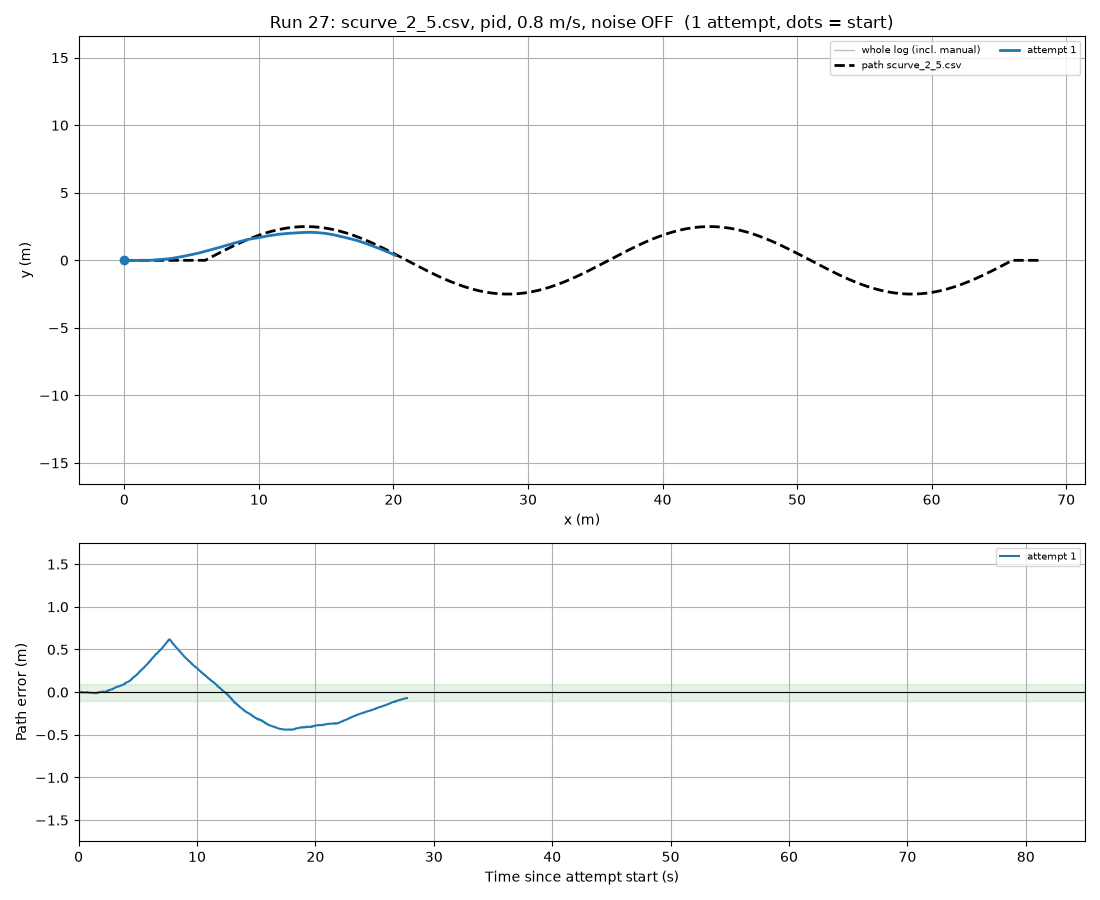 Run 27: scurve_2_5.csv, pid, 0.8 m/s, noise OFF  (1 attempt, dots = start)
whole log (incl. manual)
path scurve_2_5.csv
attempt 1
15
10
5
0
−5
−10
−15
y (m)
0 10 20 30 40 50 60 70
x (m)
attempt 1
1.5
1.0
0.5
0.0
−0.5
−1.0
−1.5
Path error (m)
0 10 20 30 40 50 60 70 80
Time since attempt start (s)